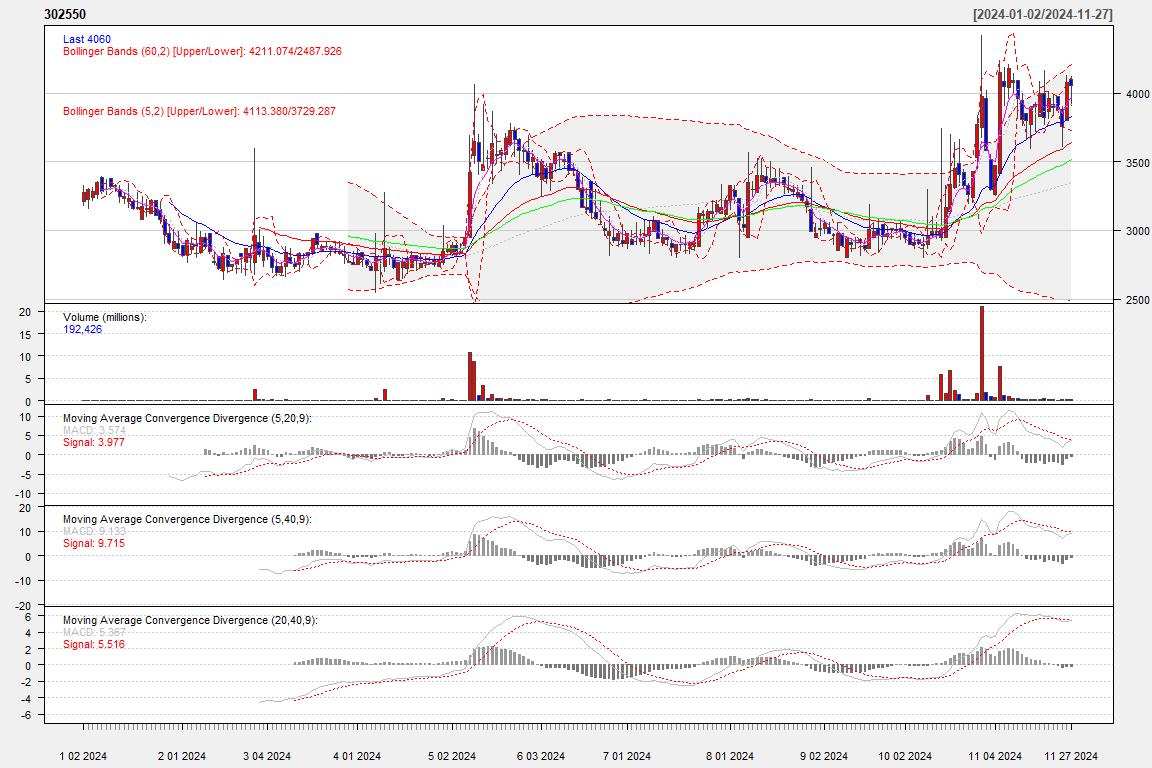 302550 [2024-01-02/2024-11-27]
Last 4060
Bollinger Bands (60,2) [Upper/Lower]: 4211.074/2487.926
Bollinger Bands (5,2) [Upper/Lower]: 4113.380/3729.287
4000
3500
3000
2500
Volume (millions):
192,426
20
15
10
5
0
Moving Average Convergence Divergence (5,20,9):
MACD: 3.574
Signal: 3.977
10
5
0
-5
-10
Moving Average Convergence Divergence (5,40,9):
MACD: 9.133
Signal: 9.715
20
10
0
-10
-20
Moving Average Convergence Divergence (20,40,9):
MACD: 5.367
Signal: 5.516
6
4
2
0
-2
-4
-6
1 02 2024 2 01 2024 3 04 2024 4 01 2024 5 02 2024 6 03 2024 7 01 2024 8 01 2024 9 02 2024 10 02 2024 11 04 2024 11 27 2024